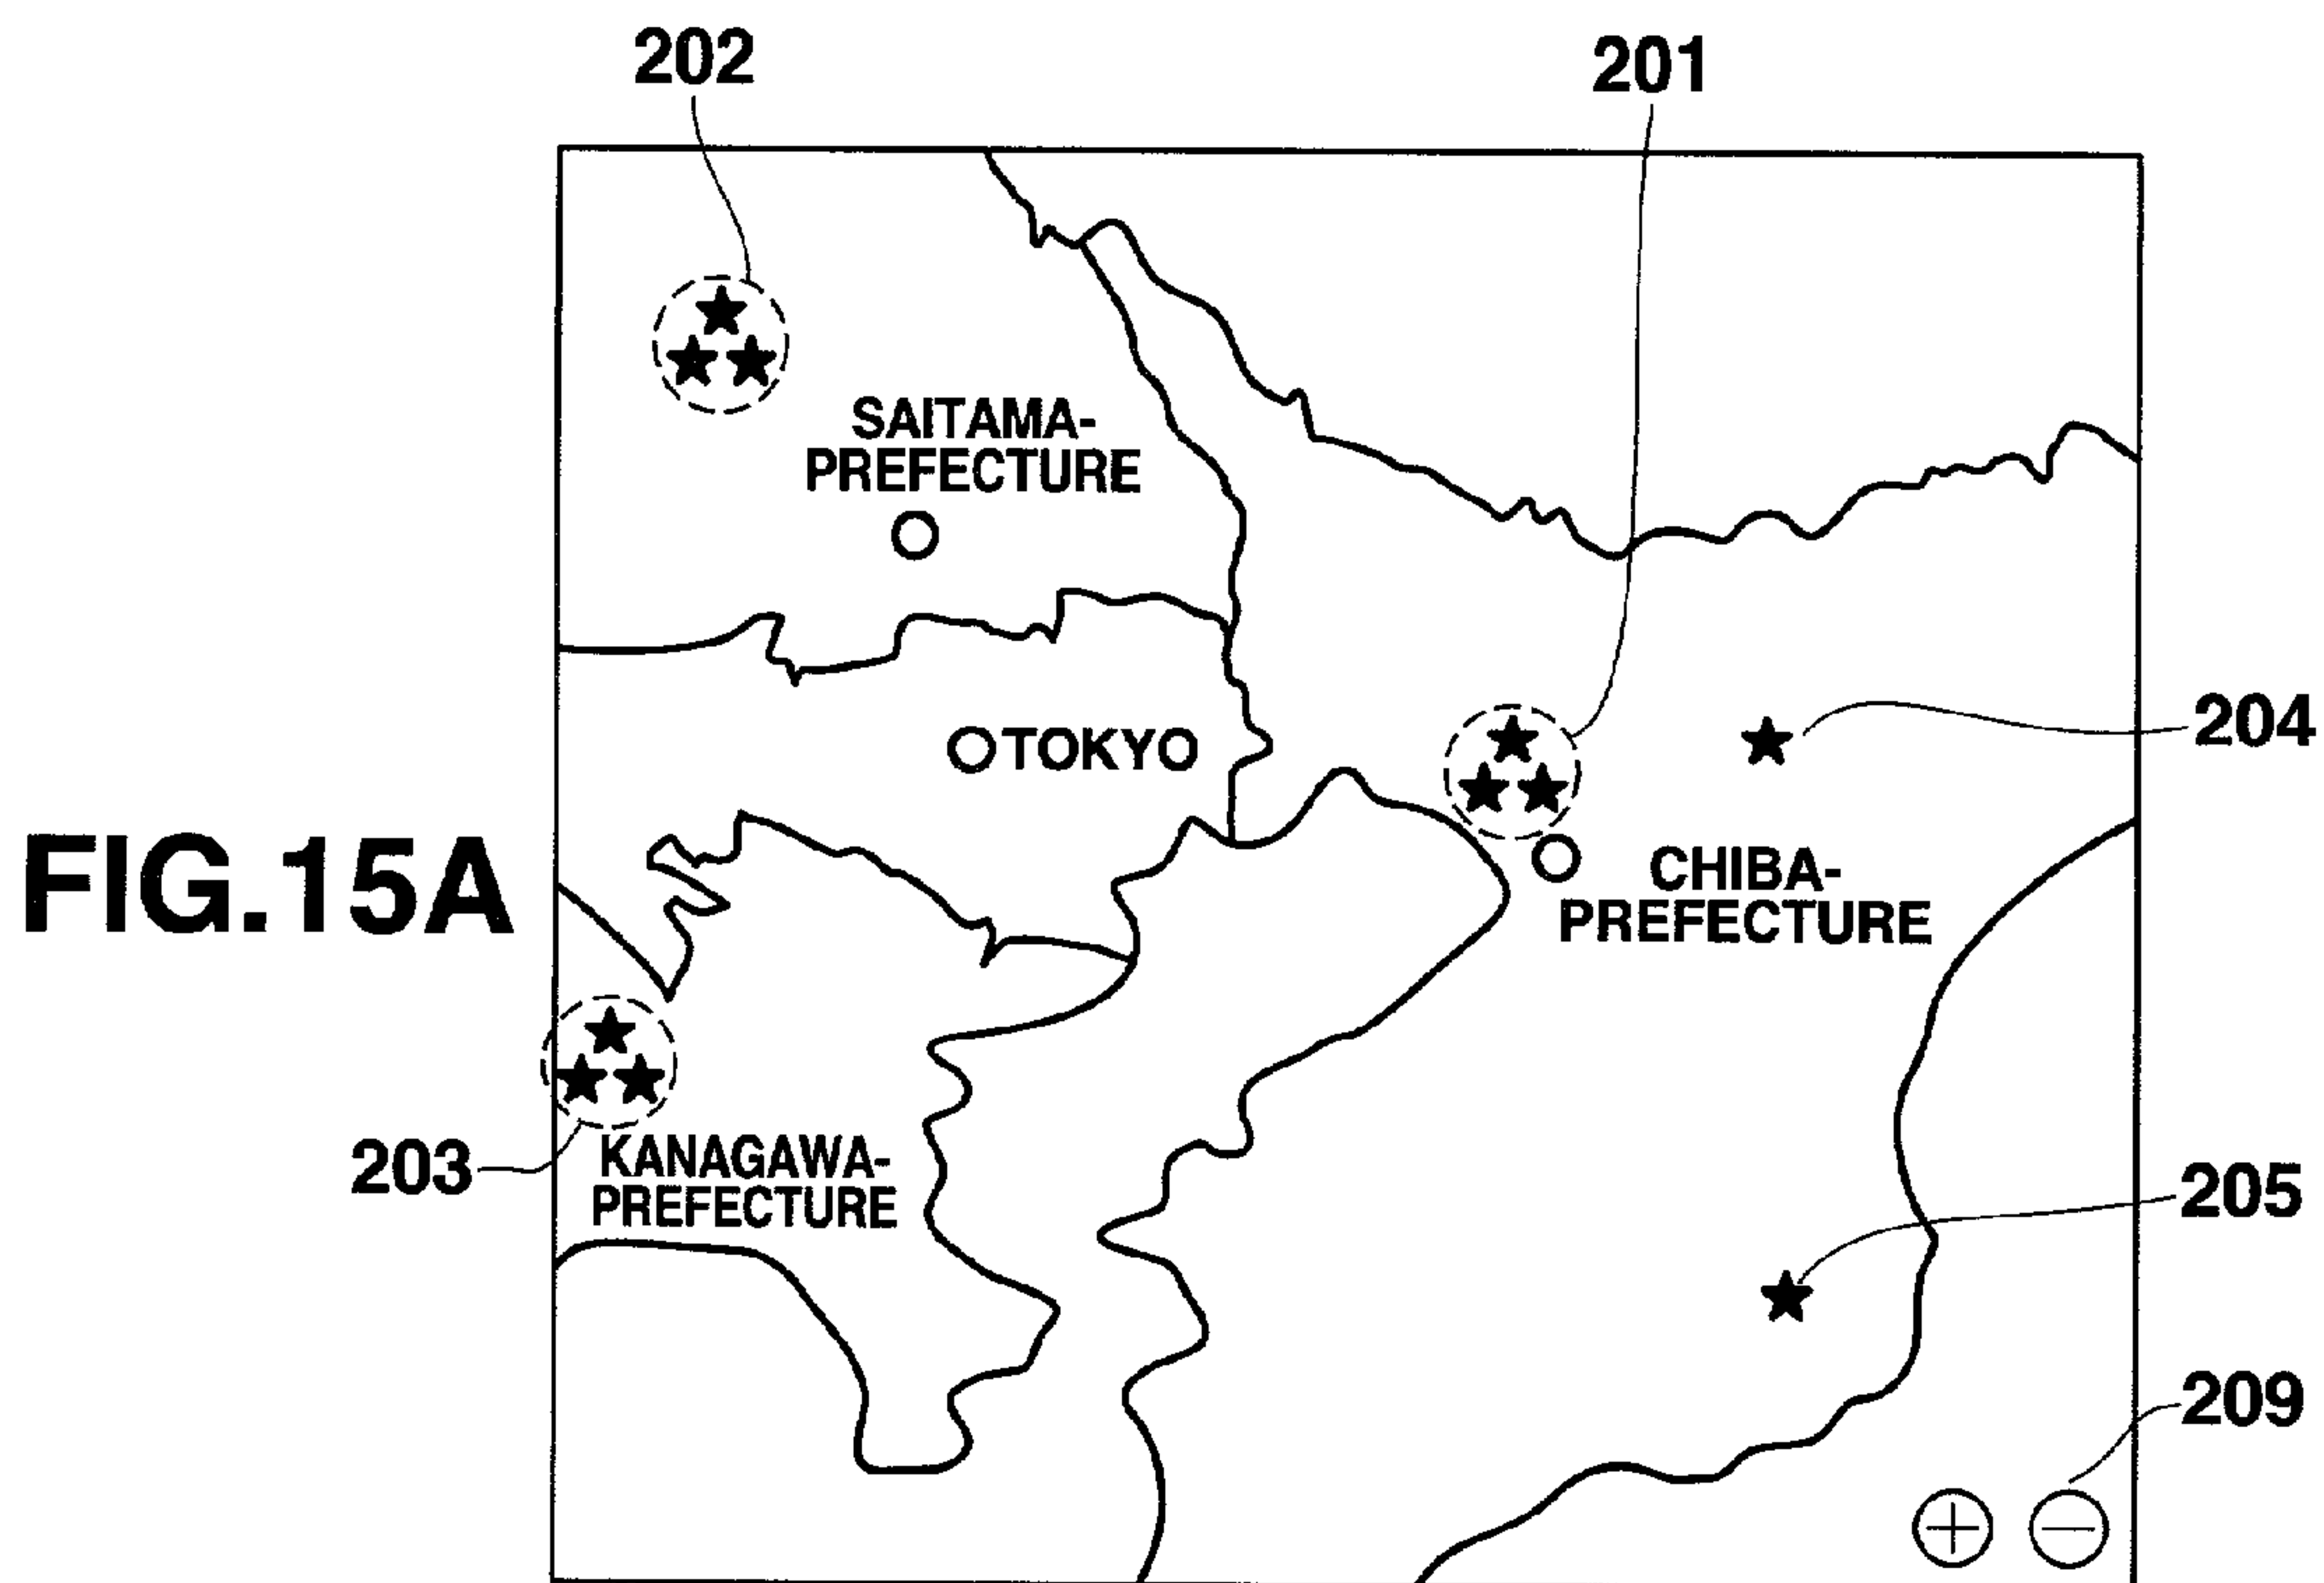 202
201
SAITAMA-
PREFECTURE
204
TOKYO
FIG.15A
CHIBA-
PREFECTURE
203
KANAGAWA-
PREFECTURE
205
209